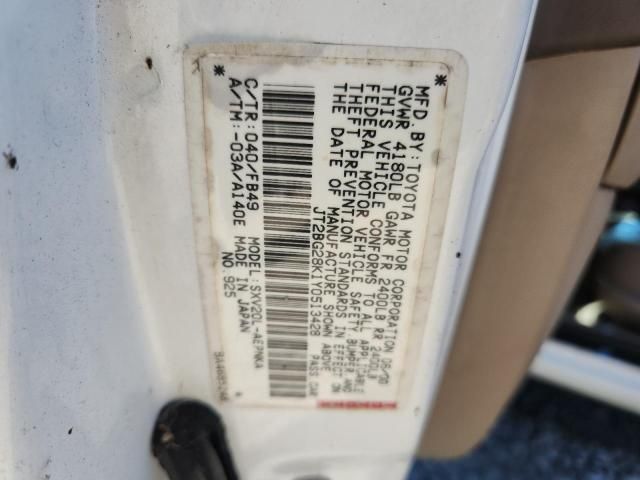 MFD. BY: TOYOTA MOTOR CORPORATION 06/00
GVWR 4180LB GAWR FR 2400LB RR 2400LB
THIS VEHICLE CONFORMS TO ALL APPLICABLE
FEDERAL MOTOR VEHICLE SAFETY, BUMPER, AND
THEFT PREVENTION STANDARDS IN EFFECT ON
THE DATE OF MANUFACTURE SHOWN ABOVE.
* JT2BG28K1Y0513428 * PASS. CAR
C/TR: 040/FB49 MODEL: SXV20L-AEPNKA
A/TM: -03A/A140E MADE IN JAPAN
NO. 925